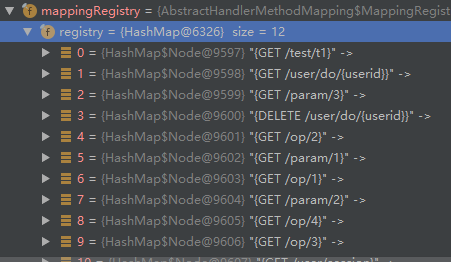 mappingRegistry = {AbstractHandlerMethodMapping$MappingRegist
registry = {HashMap@6326} size = 12
0 = {HashMap$Node@9597} "{GET /test/t1}" ->
1 = {HashMap$Node@9598} "{GET /user/do/{userid}}" ->
2 = {HashMap$Node@9599} "{GET /param/3}" ->
3 = {HashMap$Node@9600} "{DELETE /user/do/{userid}}" ->
4 = {HashMap$Node@9601} "{GET /op/2}" ->
5 = {HashMap$Node@9602} "{GET /param/1}" ->
6 = {HashMap$Node@9603} "{GET /op/1}" ->
7 = {HashMap$Node@9604} "{GET /param/2}" ->
8 = {HashMap$Node@9605} "{GET /op/4}" ->
9 = {HashMap$Node@9606} "{GET /op/3}" ->
10 = {HashMap$Node@9607} "{GET /user/session}" ->